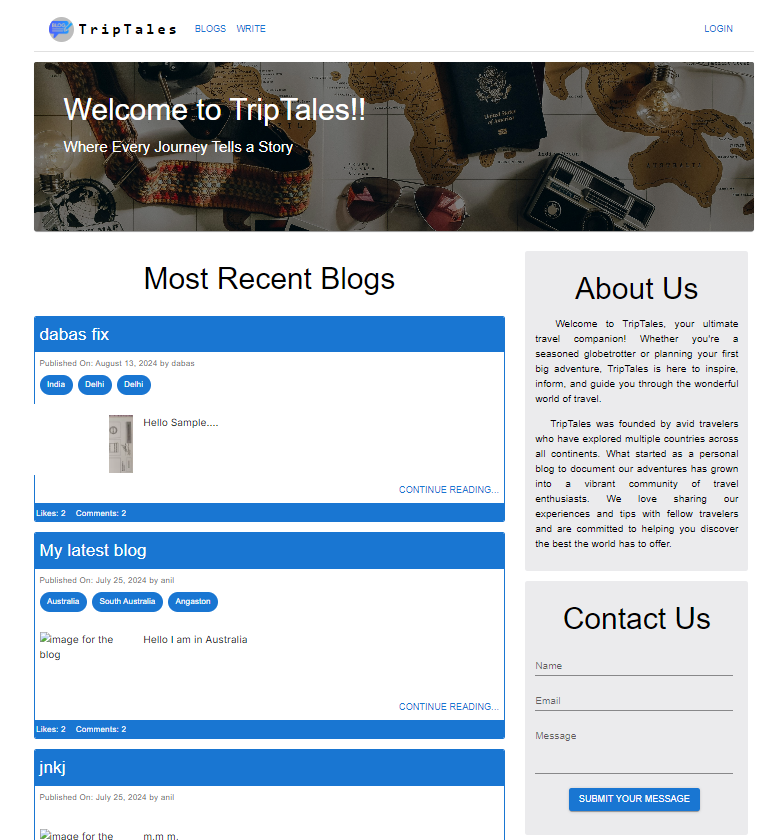 BLOG
TripTales
BLOGS
WRITE
LOGIN
Welcome to TripTales!!
Where Every Journey Tells a Story
United States
of America
Most Recent Blogs
dabas fix
Published On: August 13, 2024 by dabas
India
Delhi
Delhi
Hello Sample....
CONTINUE READING...
Likes: 2 Comments: 2
My latest blog
Published On: July 25, 2024 by anil
Australia
South Australia
Angaston
image for the
blog
Hello I am in Australia
CONTINUE READING...
Likes: 2 Comments: 2
jnkj
Published On: July 25, 2024 by anil
image for the
m,m m,
About Us
Welcome to TripTales, your ultimate
travel companion! Whether you're a
seasoned globetrotter or planning your first
big adventure, TripTales is here to inspire,
inform, and guide you through the wonderful
world of travel.
TripTales was founded by avid travelers
who have explored multiple countries across
all continents. What started as a personal
blog to document our adventures has grown
into a vibrant community of travel
enthusiasts. We love sharing our
experiences and tips with fellow travelers
and are committed to helping you discover
the best the world has to offer.
Contact Us
Name
Email
Message
SUBMIT YOUR MESSAGE